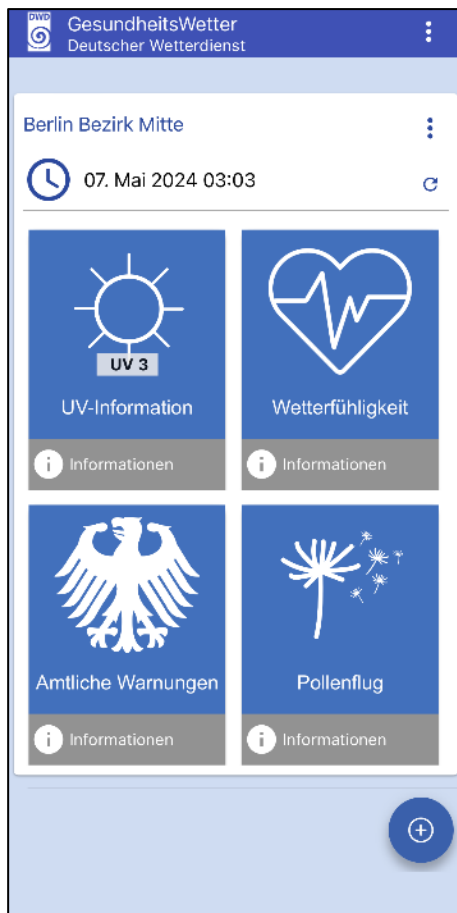 DWD
GesundheitsWetter
Deutscher Wetterdienst
Berlin Bezirk Mitte
07. Mai 2024 03:03
UV 3
UV-Information
Wetterfühligkeit
i Informationen
i Informationen
Amtliche Warnungen
Pollenflug
i Informationen
i Informationen